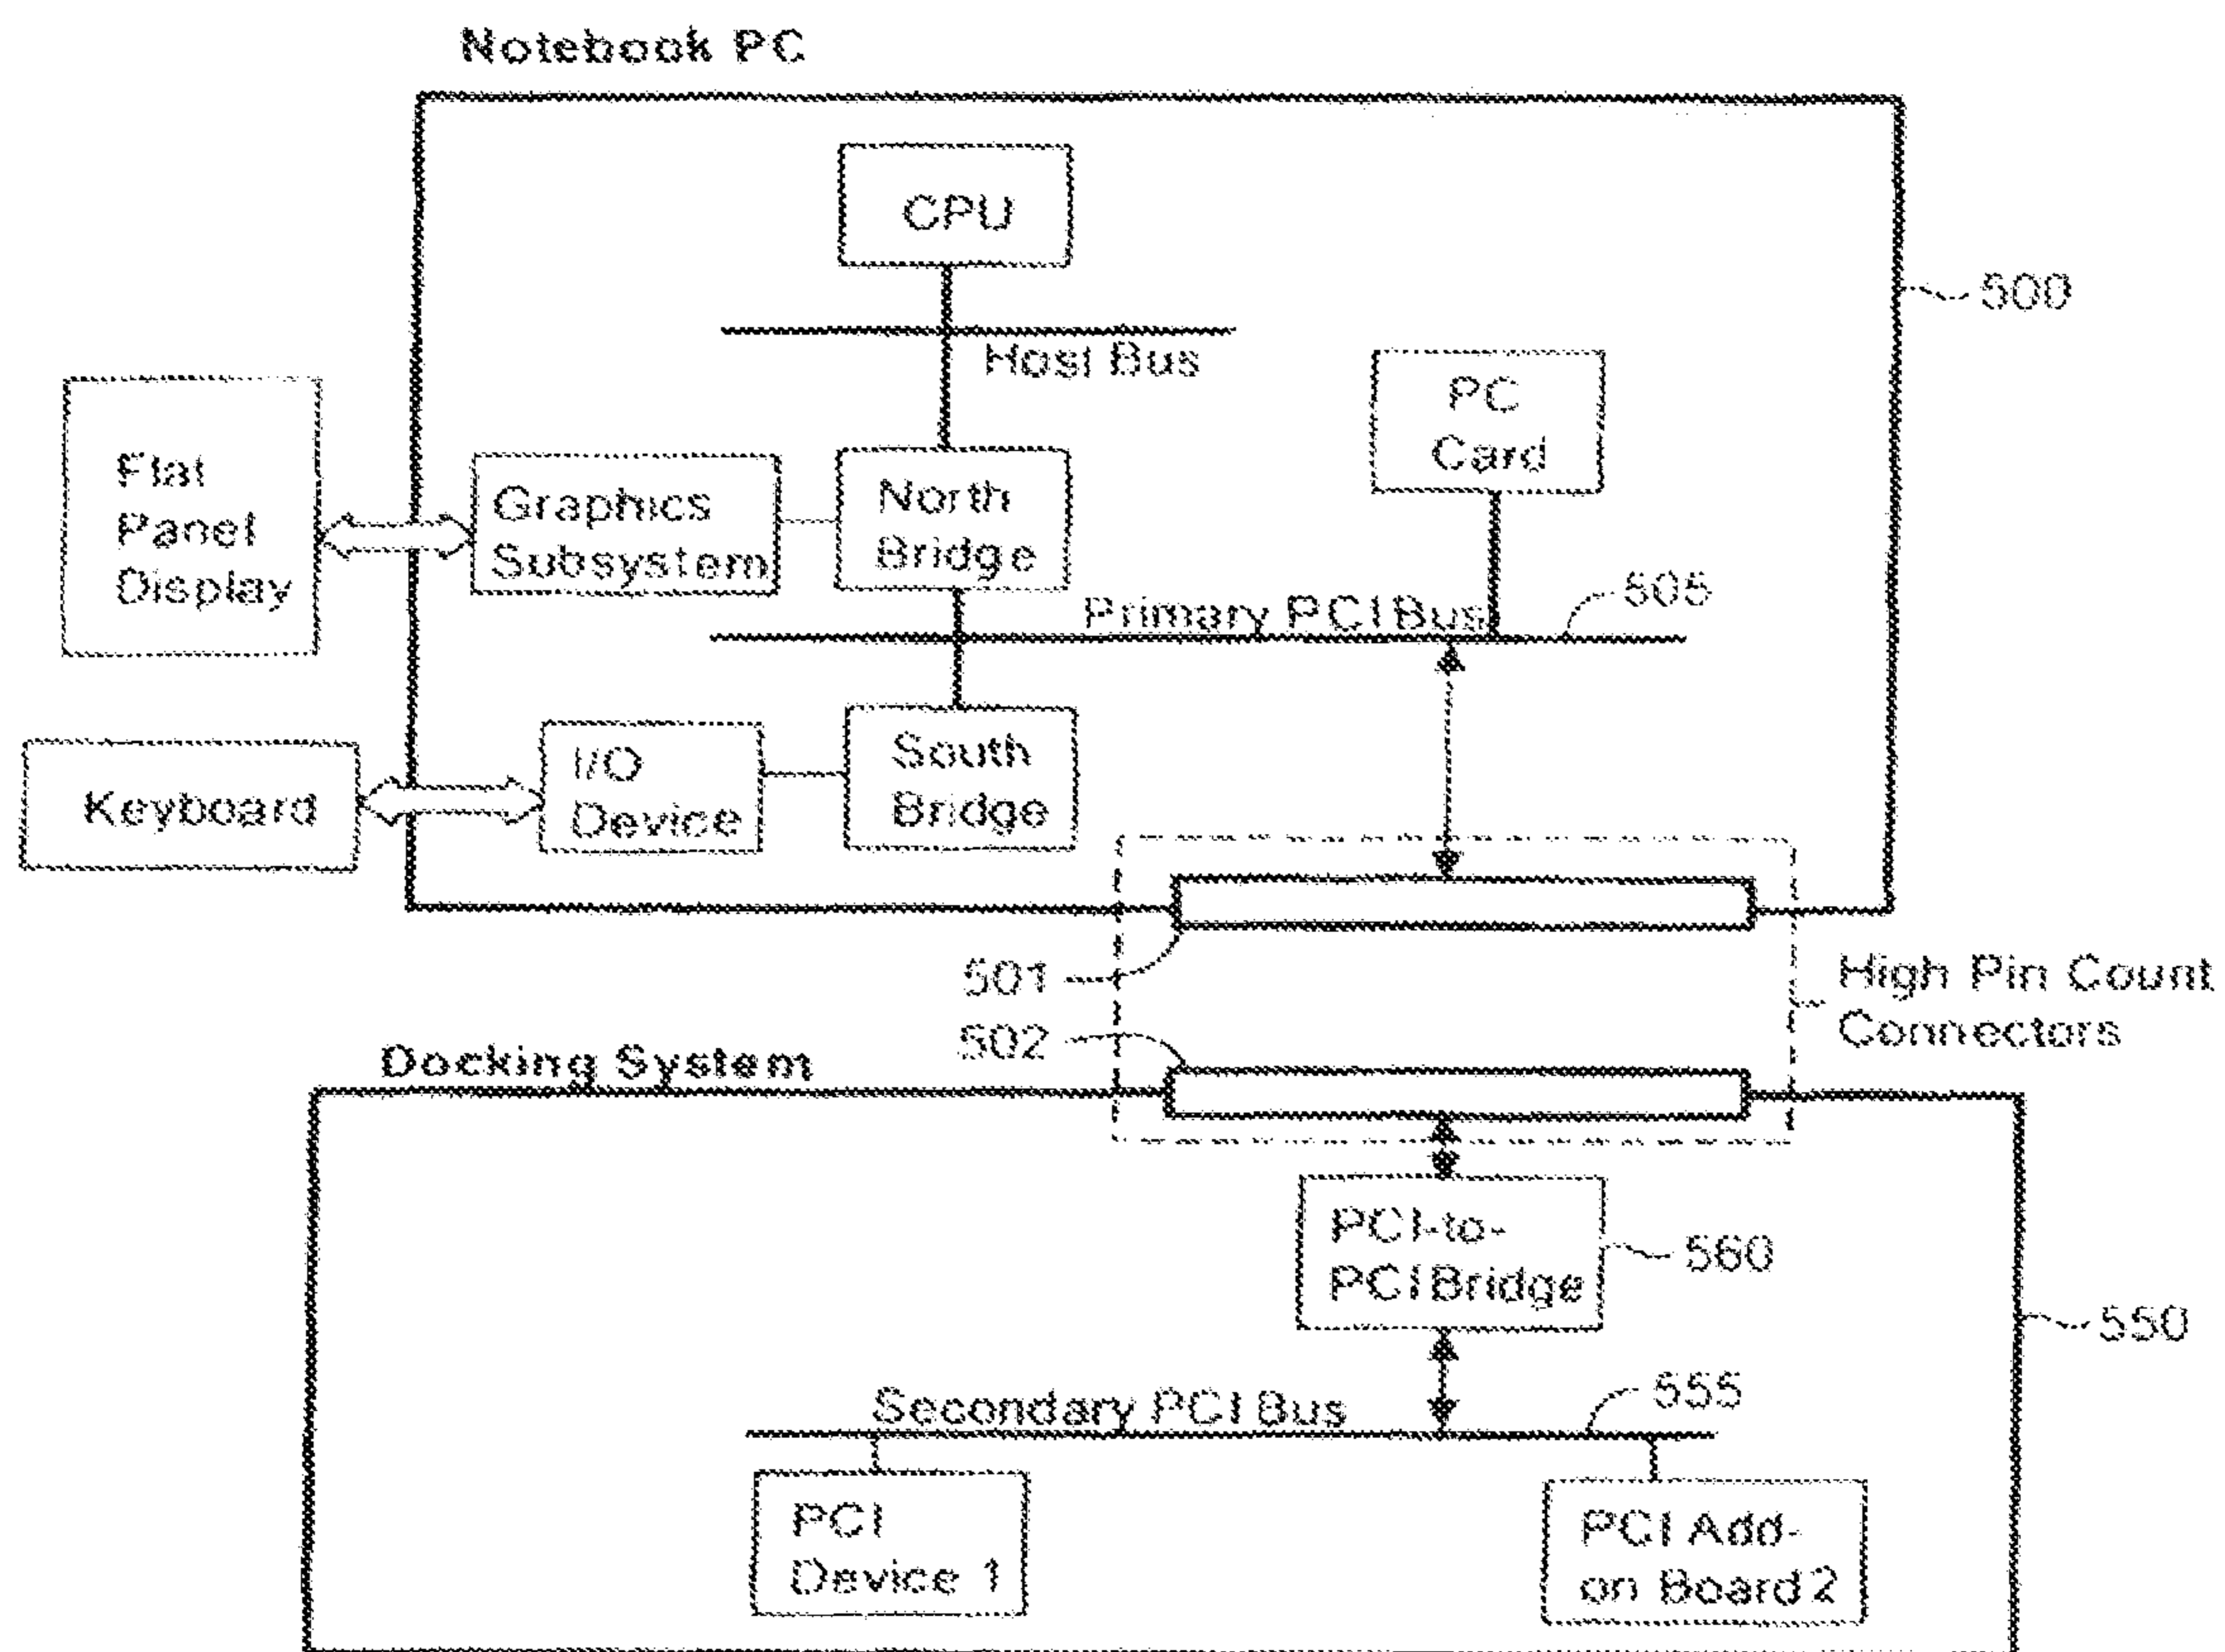 Notebook PC
CPU
500
Host Bus
PC
Card
Flat
Panel
Display
Graphics
Subsystem
North
Bridge
Primary PCI Bus
505
Keyboard
I/O
Device
South
Bridge
501
High Pin Count
Connectors
502
Docking System
PCI-to-
PCI Bridge
560
550
Secondary PCI Bus
555
PCI
Device 1
PCI Add-
on Board 2